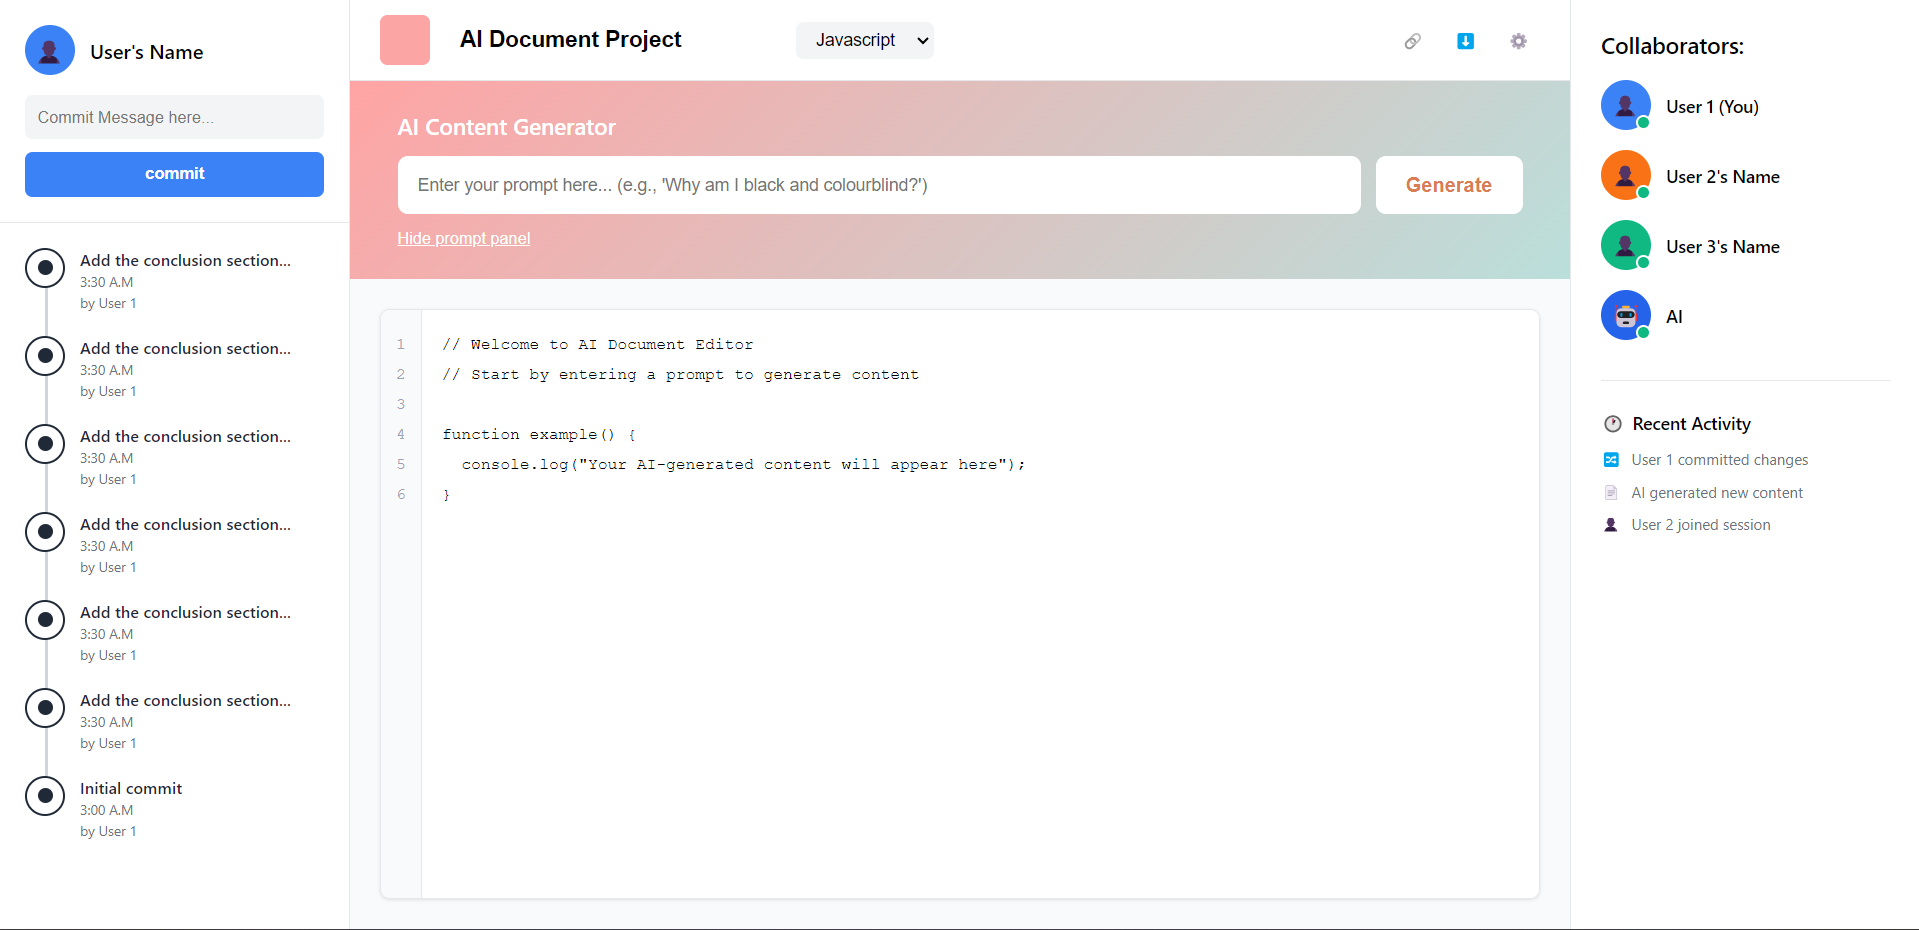 User's Name
Commit Message here...
commit
Add the conclusion section...
3:30 A.M
by User 1
Add the conclusion section...
3:30 A.M
by User 1
Add the conclusion section...
3:30 A.M
by User 1
Add the conclusion section...
3:30 A.M
by User 1
Add the conclusion section...
3:30 A.M
by User 1
Add the conclusion section...
3:30 A.M
by User 1
Initial commit
3:00 A.M
by User 1
AI Document Project
Javascript
AI Content Generator
Enter your prompt here... (e.g., 'Why am I black and colourblind?')
Generate
Hide prompt panel
1 // Welcome to AI Document Editor
2 // Start by entering a prompt to generate content
3
4 function example() {
5   console.log("Your AI-generated content will appear here");
6 }
Collaborators:
User 1 (You)
User 2's Name
User 3's Name
AI
Recent Activity
User 1 committed changes
AI generated new content
User 2 joined session